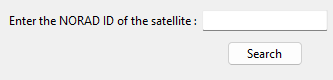 Enter the NORAD ID of the satellite :
Search